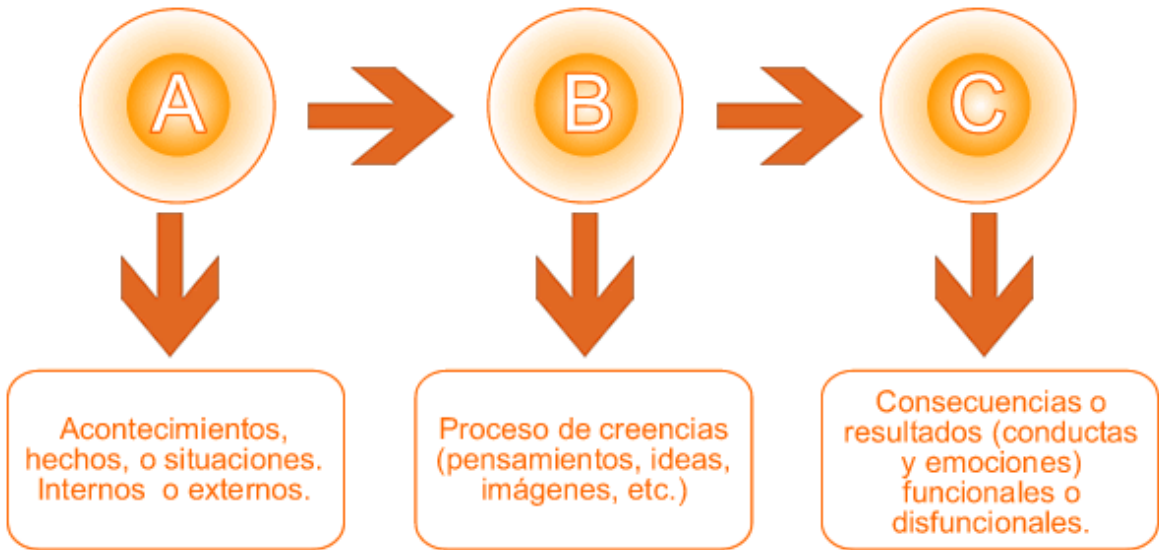 A
B
C
Acontecimientos,
hechos, o situaciones.
Internos o externos.
Proceso de creencias
(pensamientos, ideas,
imágenes, etc.)
Consecuencias o
resultados (conductas
y emociones)
funcionales o
disfuncionales.